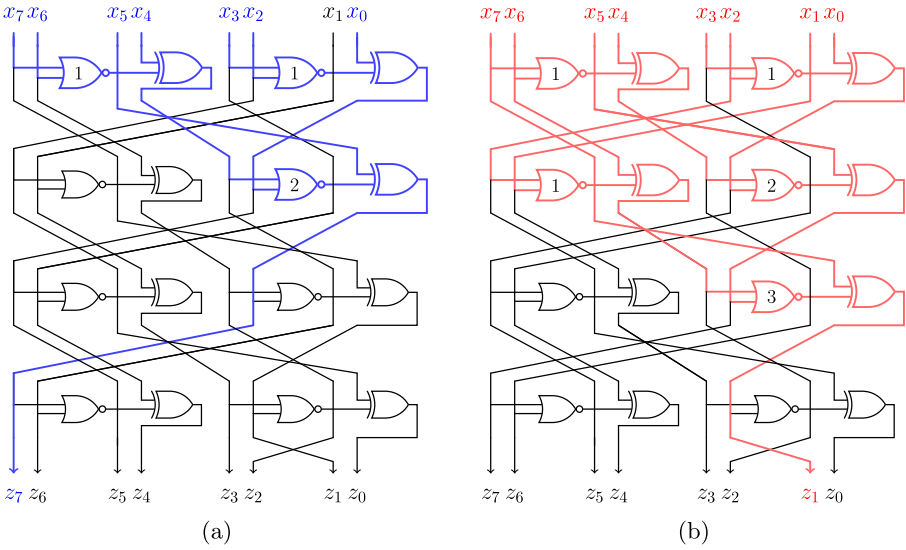 x₇ x₆ x₅ x₄ x₃ x₂ x₁ x₀ x₇ x₆ x₅ x₄ x₃ x₂ x₁ x₀
1 1 1 1
2 1 2
3
z₇ z₆ z₅ z₄ z₃ z₂ z₁ z₀ z₇ z₆ z₅ z₄ z₃ z₂ z₁ z₀
(a) (b)